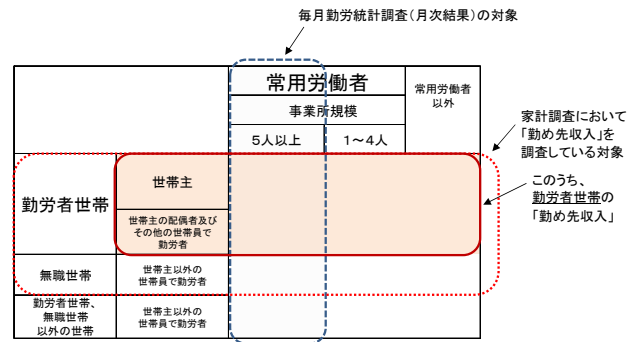 毎月勤労統計調査(月次結果)の対象
常用労働者
常用労働者
以外
事業所規模
5人以上
1～4人
家計調査において
「勤め先収入」を
調査している対象
勤労者世帯
世帯主
このうち、
勤労者世帯の
「勤め先収入」
世帯主の配偶者及び
その他の世帯員で
勤労者
無職世帯
世帯主以外の
世帯員で勤労者
勤労者世帯、
無職世帯
以外の世帯
世帯主以外の
世帯員で勤労者